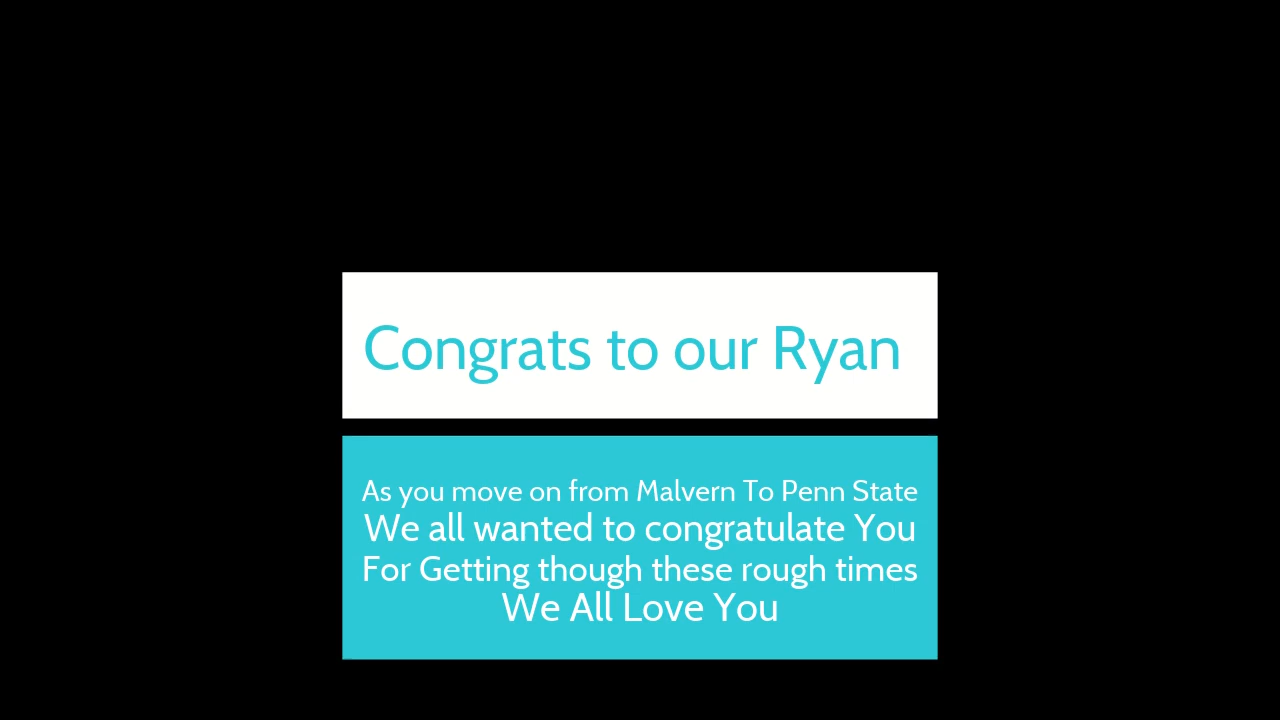 Congrats to our Ryan
As you move on from Malvern To Penn State
We all wanted to congratulate You
For Getting though these rough times
We All Love You